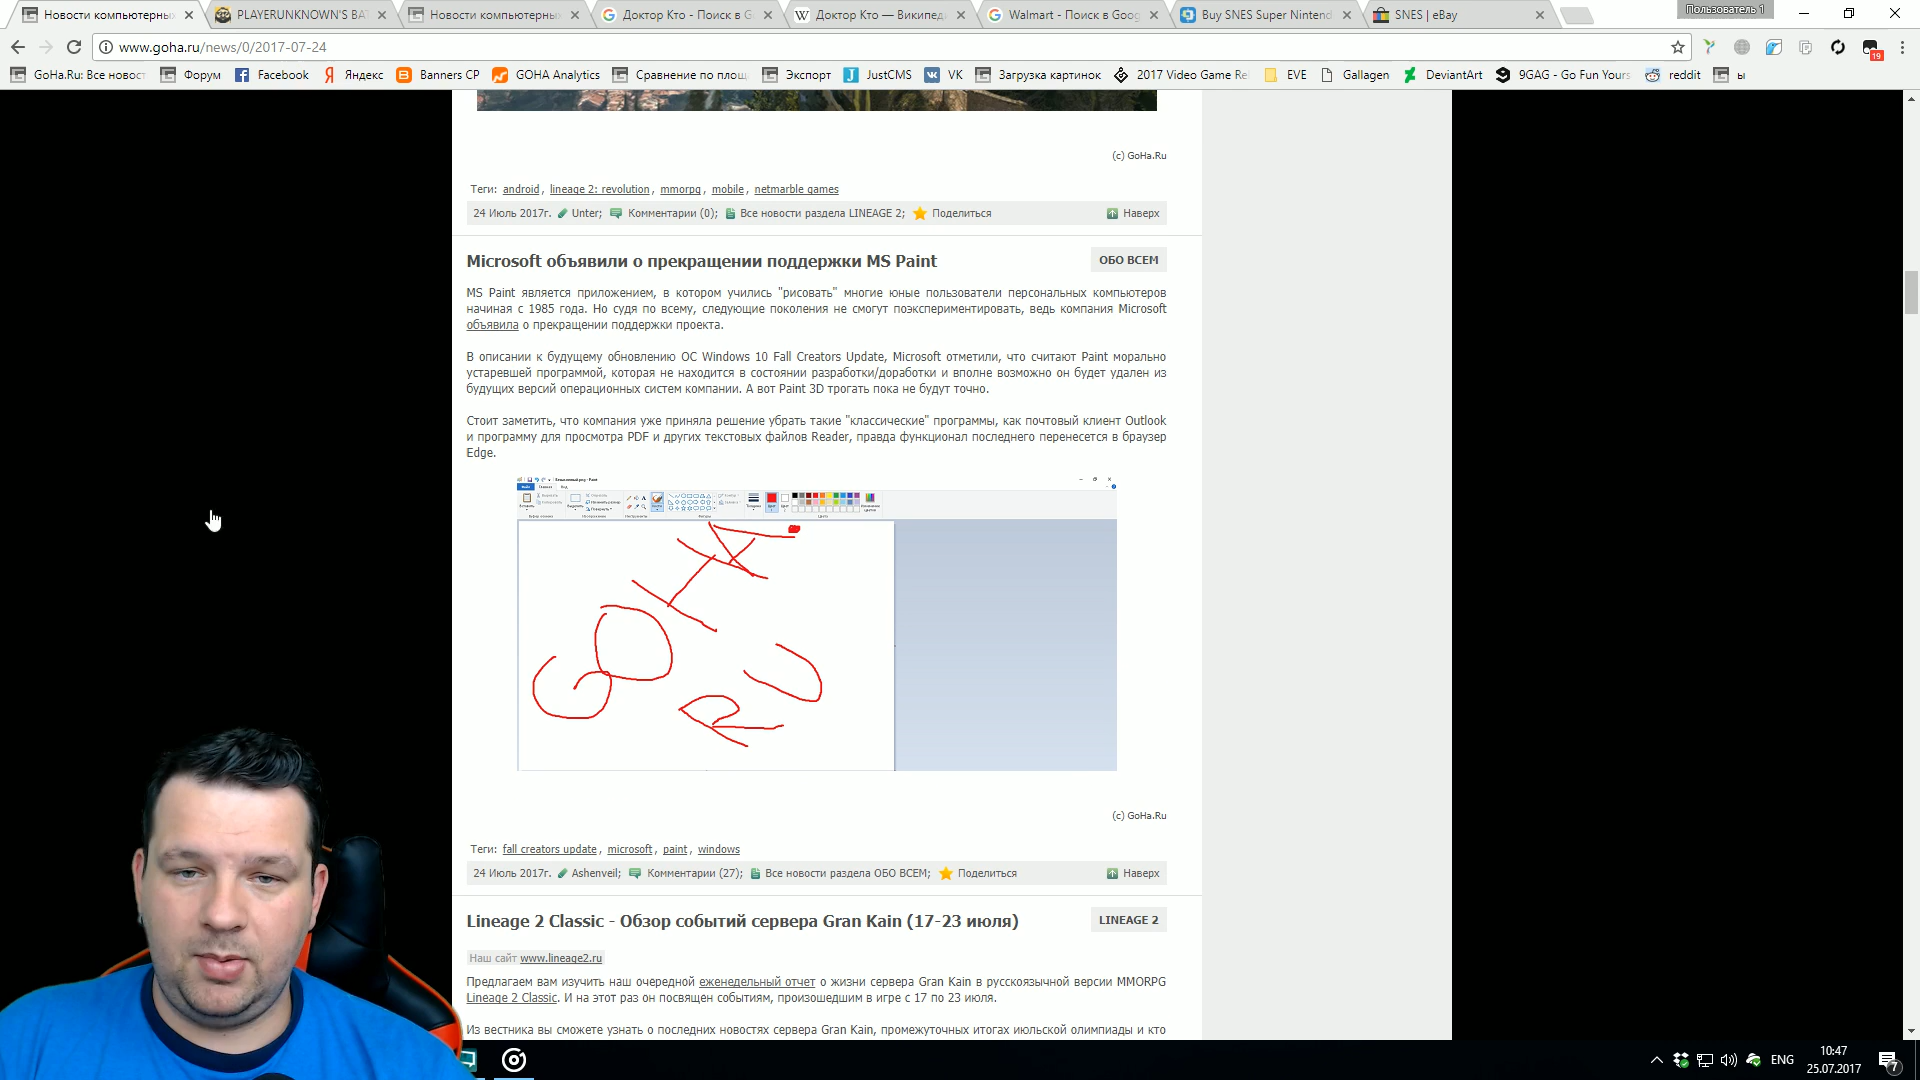 Новости компьютерны
PLAYERUNKNOWN'S BA
Новости компьютерны
Доктор Кто - Поиск в G
Доктор Кто — Википед
Walmart - Поиск в Goog
Buy SNES Super Nintend
SNES | eBay
Пользователь 1
www.goha.ru/news/0/2017-07-24
19
GoHa.Ru: Все новост
Форум
Facebook
Яндекс
Banners CP
GOHA Analytics
Сравнение по площ
Экспорт
JustCMS
VK
Загрузка картинок
2017 Video Game Rel
EVE
Gallagen
DeviantArt
9GAG - Go Fun Yours
reddit
ы
(c) GoHa.Ru
Теги: android, lineage 2: revolution, mmorpg, mobile, netmarble games
24 Июль 2017г. Unter; Комментарии (0); Все новости раздела LINEAGE 2; Поделиться Наверх
Microsoft объявили о прекращении поддержки MS Paint
ОБО ВСЕМ
MS Paint является приложением, в котором учились "рисовать" многие юные пользователи персональных компьютеров
начиная с 1985 года. Но судя по всему, следующие поколения не смогут поэкспериментировать, ведь компания Microsoft
объявила о прекращении поддержки проекта.
В описании к будущему обновлению ОС Windows 10 Fall Creators Update, Microsoft отметили, что считают Paint морально
устаревшей программой, которая не находится в состоянии разработки/доработки и вполне возможно он будет удален из
будущих версий операционных систем компании. А вот Paint 3D трогать пока не будут точно.
Стоит заметить, что компания уже приняла решение убрать такие "классические" программы, как почтовый клиент Outlook
и программу для просмотра PDF и других текстовых файлов Reader, правда функционал последнего перенесется в браузер
Edge.
GOHA.
RU
(c) GoHa.Ru
Теги: fall creators update, microsoft, paint, windows
24 Июль 2017г. Ashenveil; Комментарии (27); Все новости раздела ОБО ВСЕМ; Поделиться Наверх
Lineage 2 Classic - Обзор событий сервера Gran Kain (17-23 июля)
LINEAGE 2
Наш сайт www.lineage2.ru
Предлагаем вам изучить наш очередной еженедельный отчет о жизни сервера Gran Kain в русскоязычной версии MMORPG
Lineage 2 Classic. И на этот раз он посвящен событиям, произошедшим в игре с 17 по 23 июля.
Из вестника вы сможете узнать о последних новостях сервера Gran Kain, промежуточных итогах июльской олимпиады и кто
ENG
10:47
25.07.2017
7